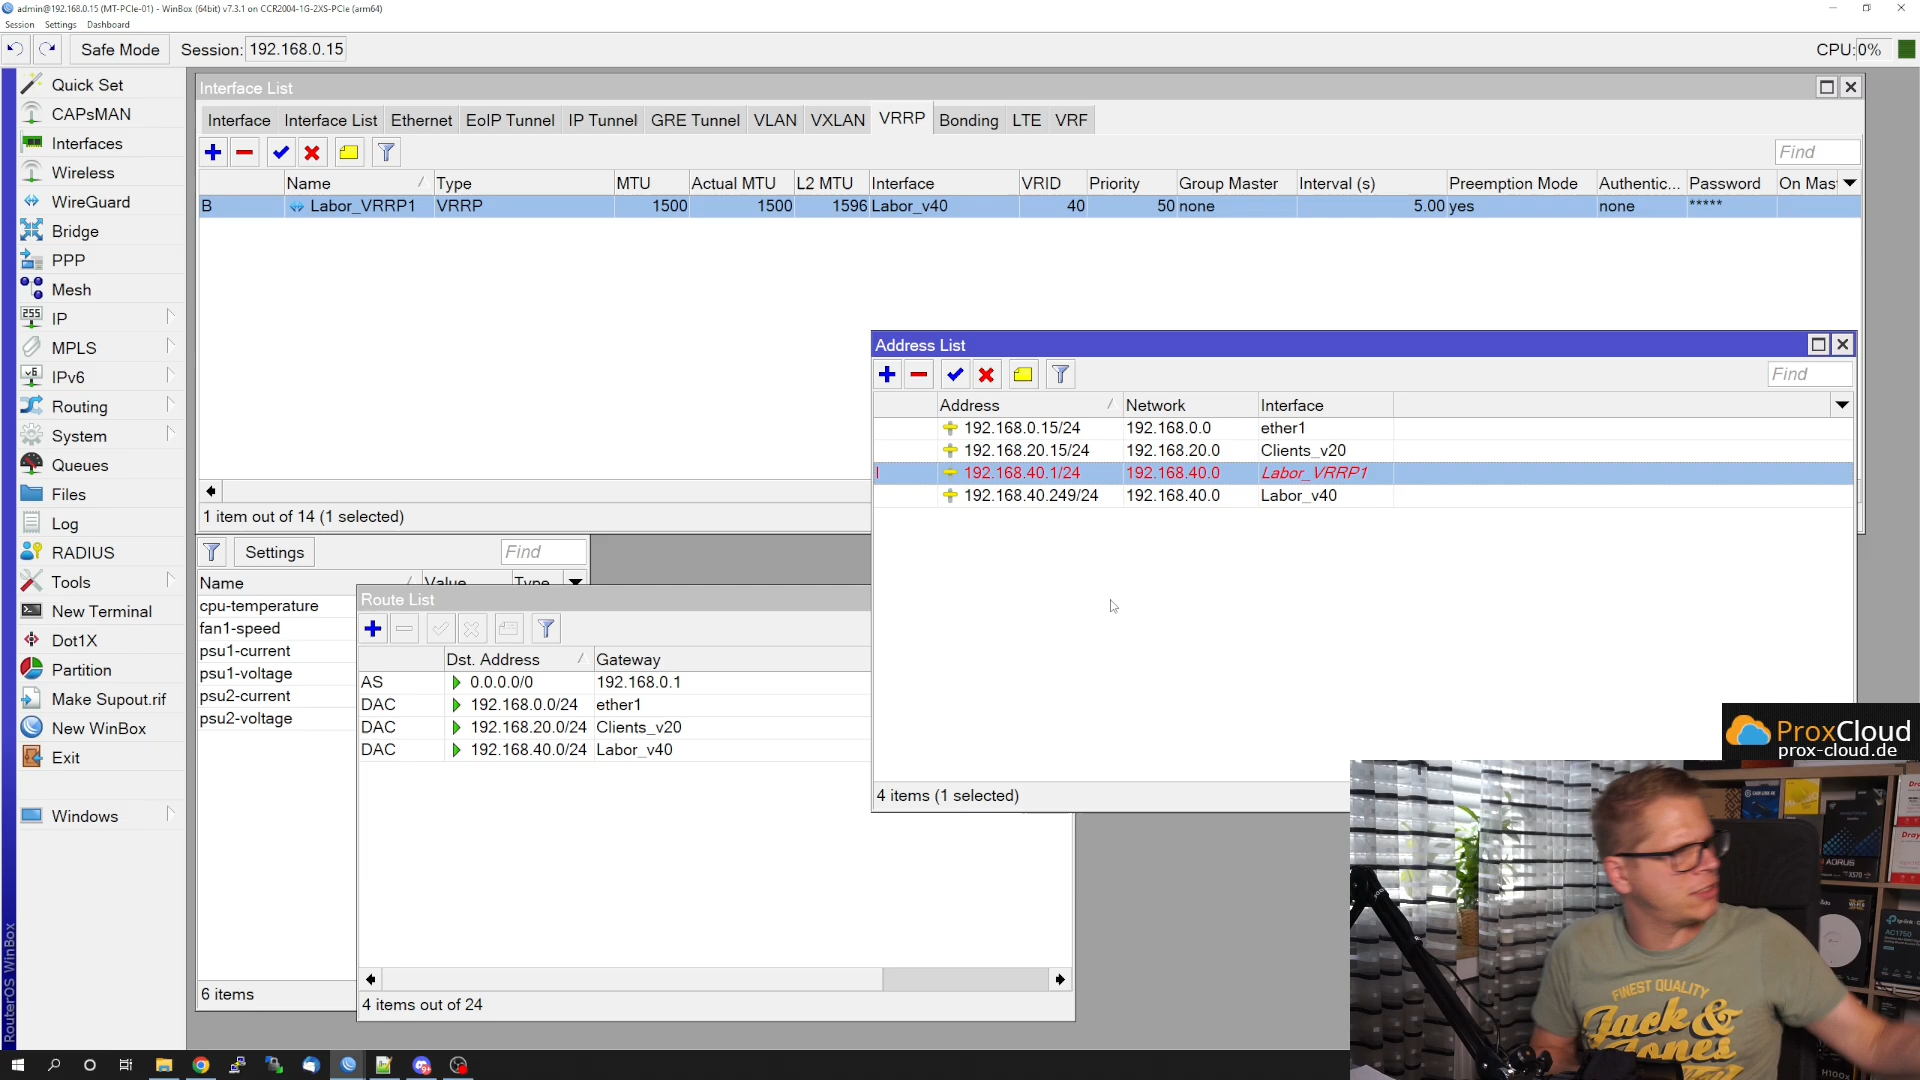 admin@192.168.0.15 (MT-PCIe-01) - WinBox (64bit) v7.3.1 on CCR2004-1G-2XS-PCIe (arm64)
Session Settings Dashboard
Safe Mode Session: 192.168.0.15 CPU:0%
Quick Set
CAPsMAN
Interfaces
Wireless
WireGuard
Bridge
PPP
Mesh
IP
MPLS
IPv6
Routing
System
Queues
Files
Log
RADIUS
Tools
New Terminal
Dot1X
Partition
Make Supout.rif
New WinBox
Exit
Windows
RouterOS WinBox
Interface List
Interface Interface List Ethernet EoIP Tunnel IP Tunnel GRE Tunnel VLAN VXLAN VRRP Bonding LTE VRF
Find
Name Type MTU Actual MTU L2 MTU Interface VRID Priority Group Master Interval (s) Preemption Mode Authentic... Password On Mas
B Labor_VRRP1 VRRP 1500 1500 1596 Labor_v40 40 50 none 5.00 yes none *****
1 item out of 14 (1 selected)
Address List
Find
Address Network Interface
192.168.0.15/24 192.168.0.0 ether1
192.168.20.15/24 192.168.20.0 Clients_v20
I 192.168.40.1/24 192.168.40.0 Labor_VRRP1
192.168.40.249/24 192.168.40.0 Labor_v40
4 items (1 selected)
Settings Find
Name Value Type
cpu-temperature
fan1-speed
psu1-current
psu1-voltage
psu2-current
psu2-voltage
6 items
Route List
Dst. Address Gateway
AS 0.0.0.0/0 192.168.0.1
DAC 192.168.0.0/24 ether1
DAC 192.168.20.0/24 Clients_v20
DAC 192.168.40.0/24 Labor_v40
4 items out of 24
ProxCloud
prox-cloud.de
AORUS
X570
tp-link
AC1750
H100x
FINEST QUALITY
Jack &
Jones